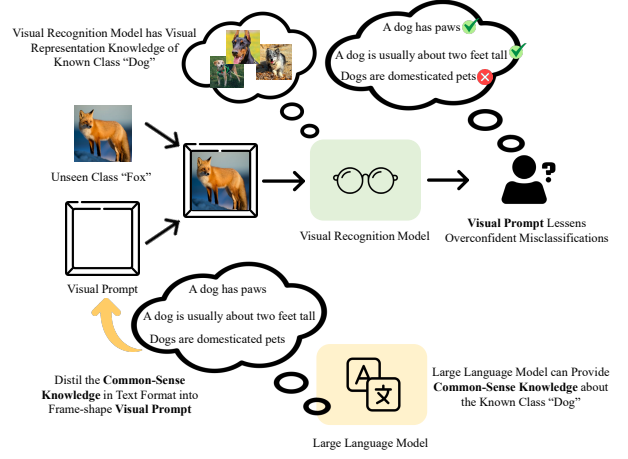 Visual Recognition Model has Visual
Representation Knowledge of
Known Class “Dog”
A dog has paws
A dog is usually about two feet tall
Dogs are domesticated pets
Unseen Class “Fox”
Visual Recognition Model
?
Visual Prompt Lessens
Overconfident Misclassifications
Visual Prompt
A dog has paws
A dog is usually about two feet tall
Dogs are domesticated pets
Distil the Common-Sense
Knowledge in Text Format into
Frame-shape Visual Prompt
A
文
Large Language Model
Large Language Model can Provide
Common-Sense Knowledge about
the Known Class “Dog”